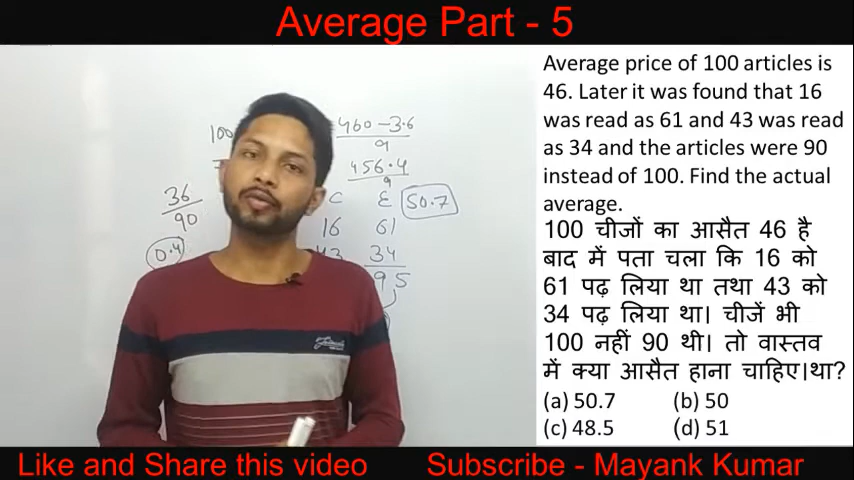 Average Part - 5
Average price of 100 articles is
46. Later it was found that 16
was read as 61 and 43 was read
as 34 and the articles were 90
instead of 100. Find the actual
average.
100 चीजों का आसैत 46 है
बाद में पता चला कि 16 को
61 पढ़ लिया था तथा 43 को
34 पढ़ लिया था। चीजें भी
100 नहीं 90 थी। तो वास्तव
में क्या आसैत हाना चाहिए।था?
(a) 50.7 (b) 50
(c) 48.5 (d) 51
100
460 - 3.6
9
456.4
9
50.7
36
90
0.4
C E
16 61
43 34
95
Like and Share this video Subscribe - Mayank Kumar